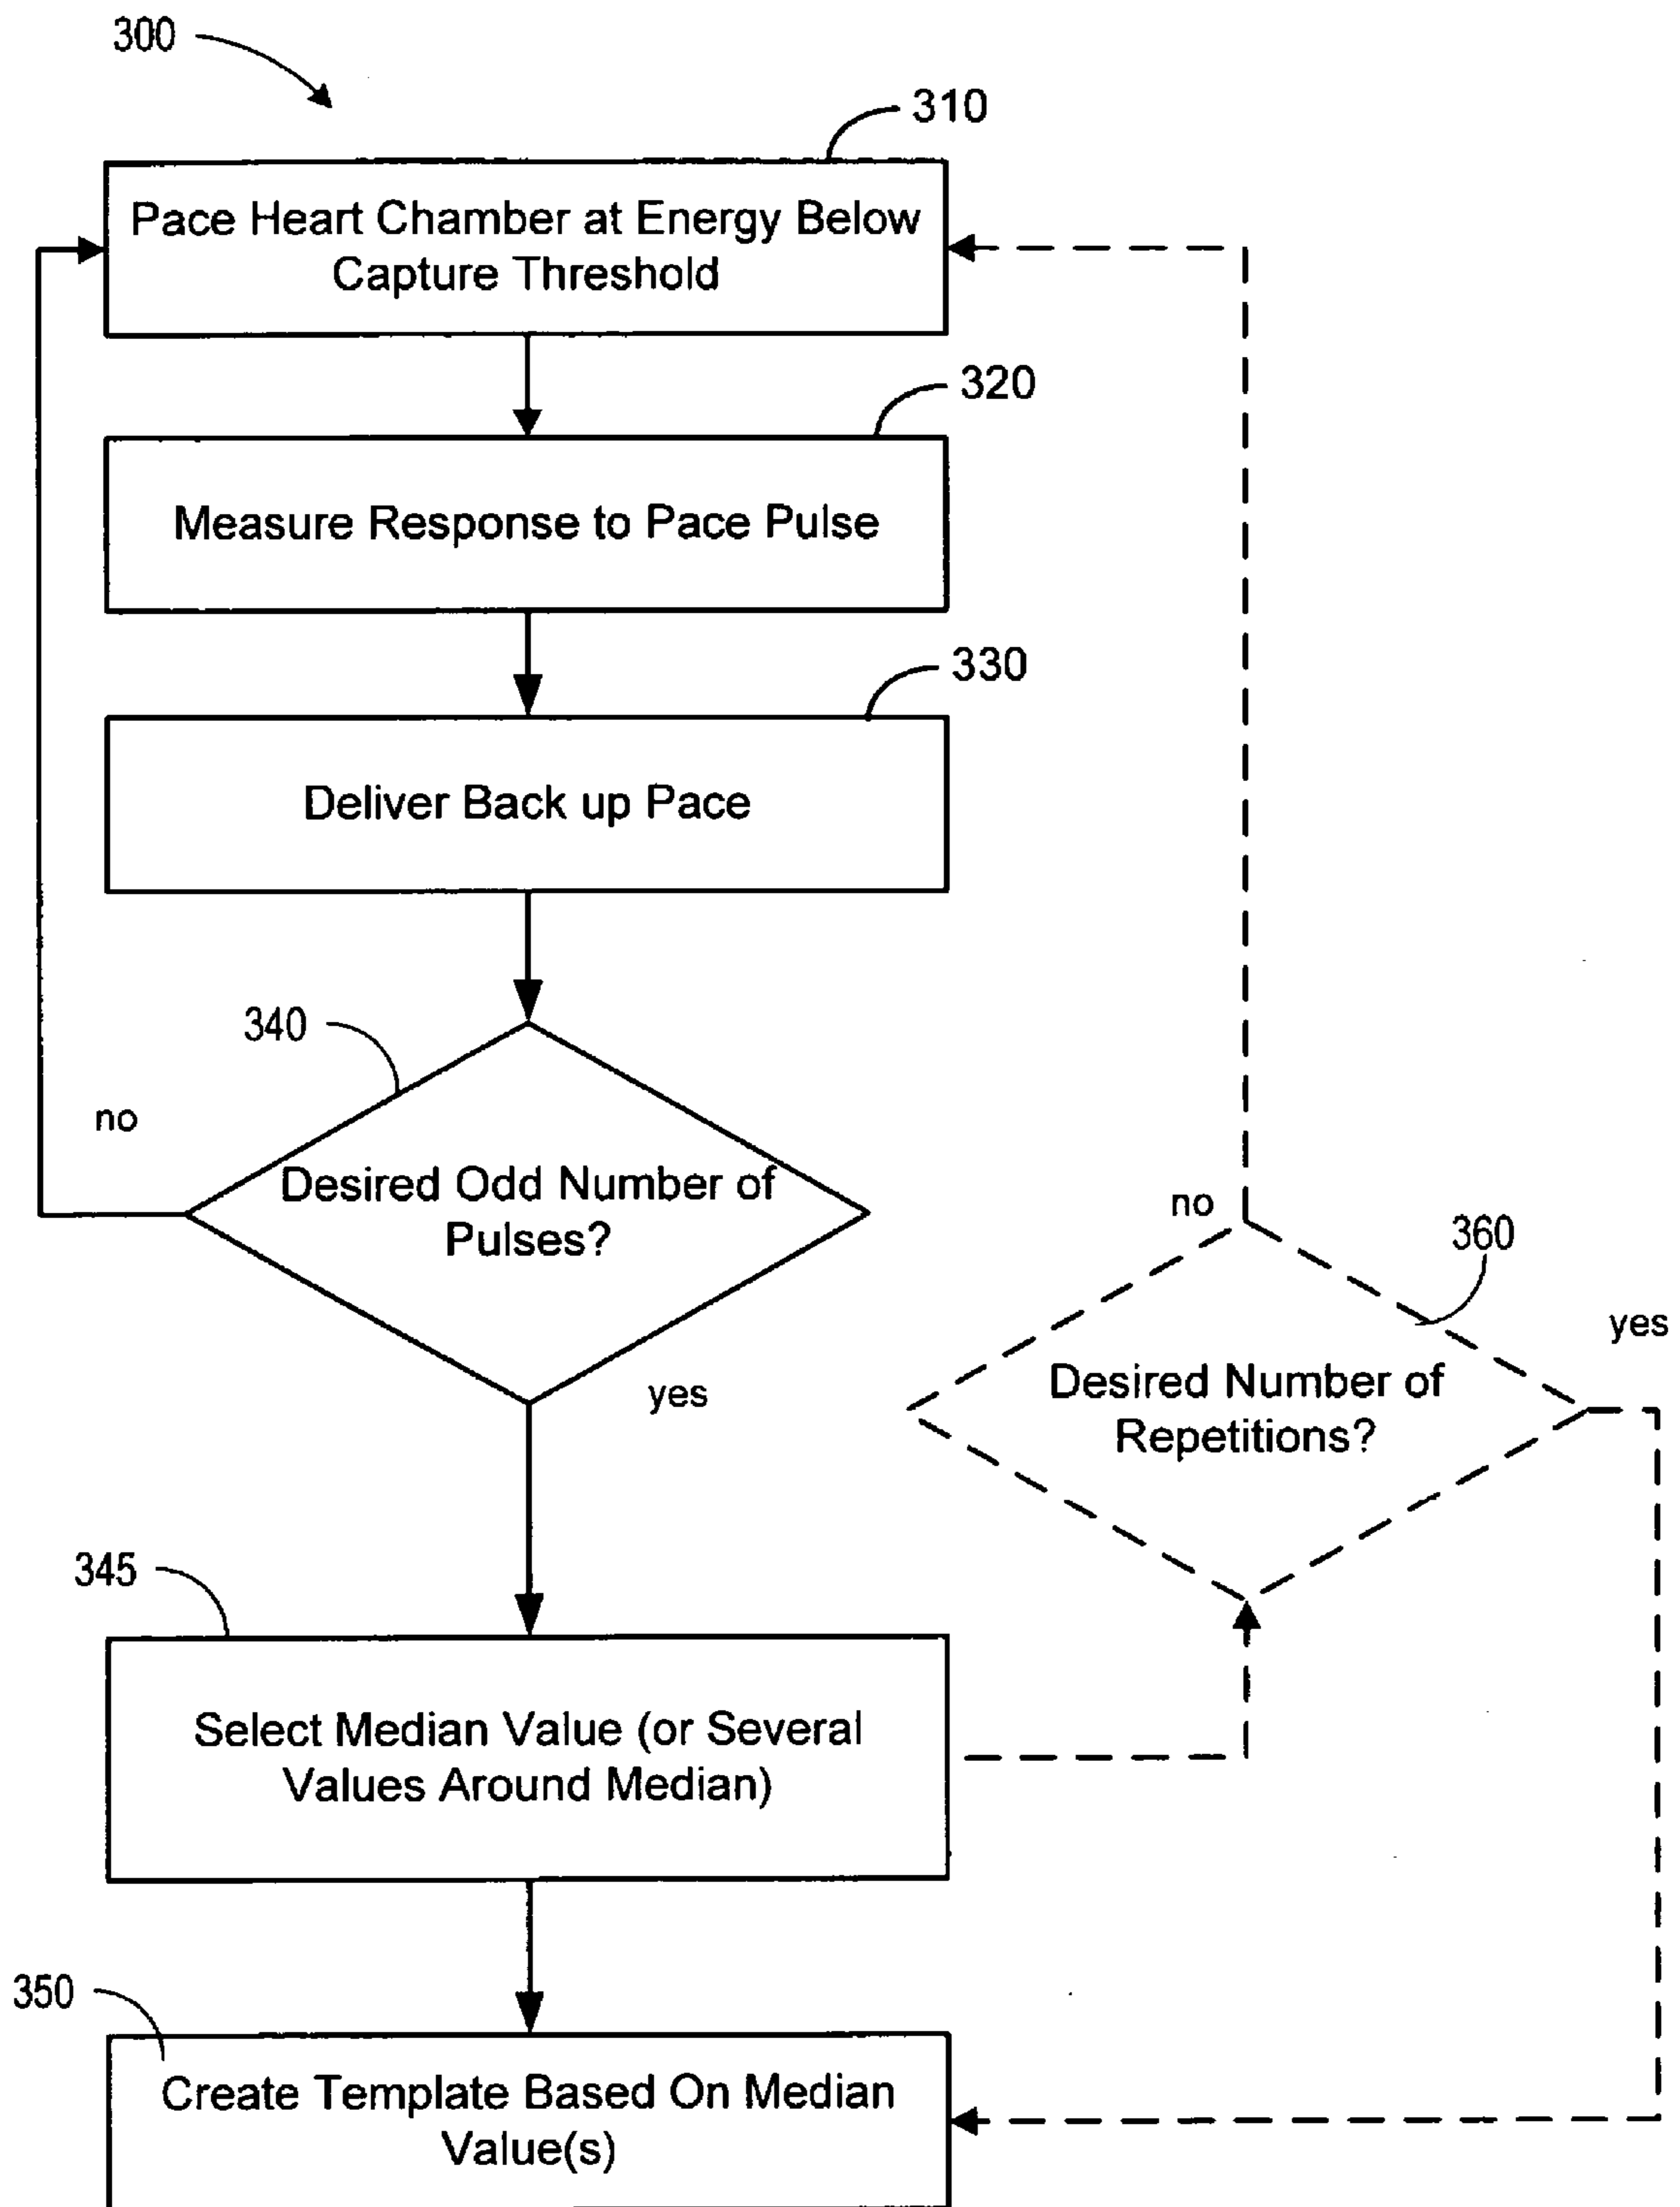 300
310
Pace Heart Chamber at Energy Below
Capture Threshold
320
Measure Response to Pace Pulse
330
Deliver Back up Pace
340
no
Desired Odd Number of
Pulses?
yes
no
360
yes
Desired Number of
Repetitions?
345
Select Median Value (or Several
Values Around Median)
350
Create Template Based On Median
Value(s)